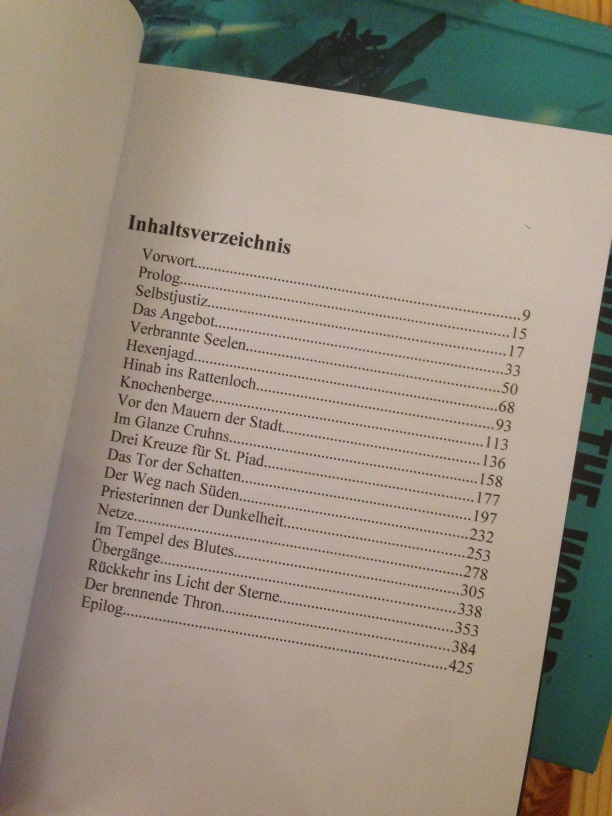 Inhaltsverzeichnis
Vorwort..........9
Prolog..........15
Selbstjustiz..........17
Das Angebot..........33
Verbrannte Seelen..........50
Hexenjagd..........68
Hinab ins Rattenloch..........93
Knochenberge..........113
Vor den Mauern der Stadt..........136
Im Glanze Cruhns..........158
Drei Kreuze für St. Piad..........177
Das Tor der Schatten..........197
Der Weg nach Süden..........232
Priesterinnen der Dunkelheit..........253
Netze..........278
Im Tempel des Blutes..........305
Übergänge..........338
Rückkehr ins Licht der Sterne..........353
Der brennende Thron..........384
Epilog..........425
OF THE WORLD